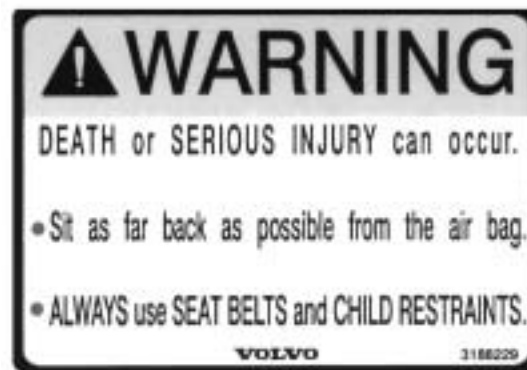 WARNING
DEATH or SERIOUS INJURY can occur.
• Sit as far back as possible from the air bag.
• ALWAYS use SEAT BELTS and CHILD RESTRAINTS.
VOLVO 3188229